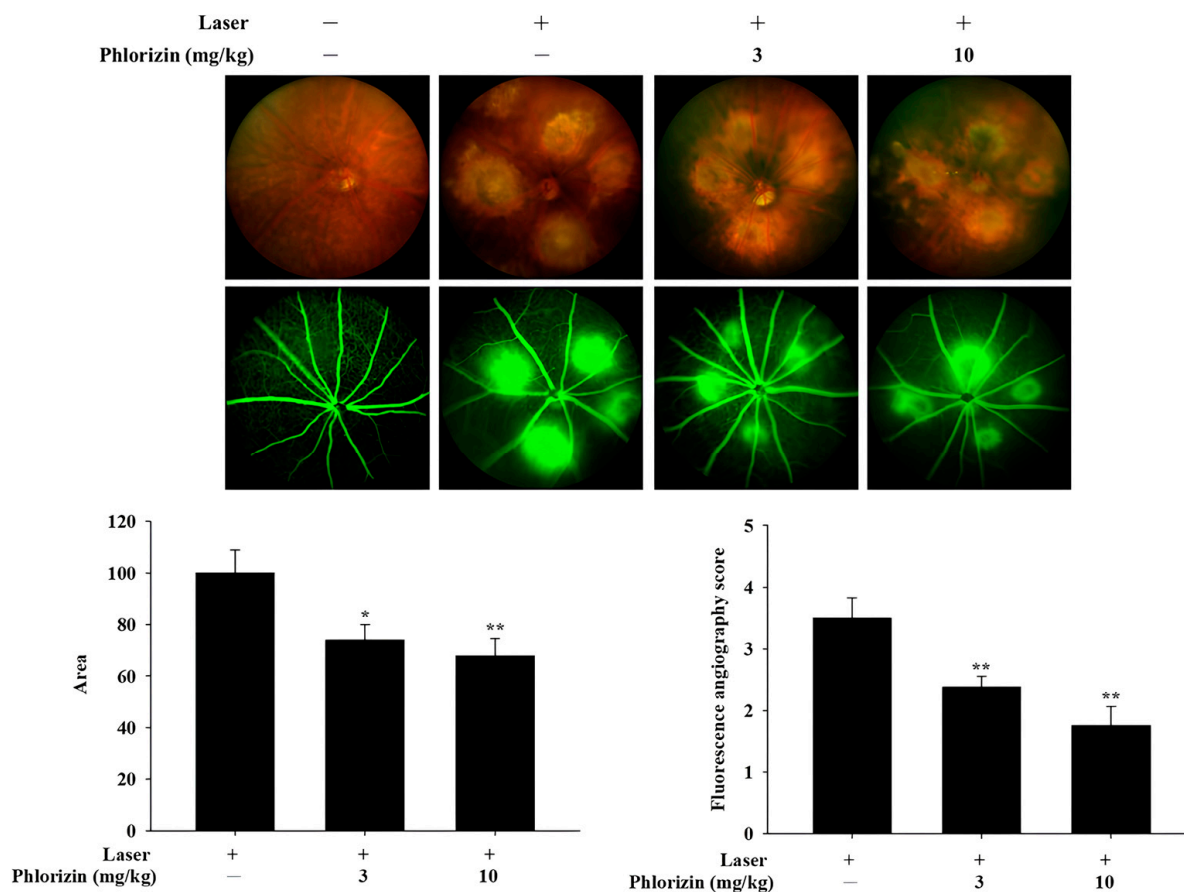 Laser − + + +
Phlorizin (mg/kg) − − 3 10
120
100
80
60
40
20
0
Area
*
**
Laser + + +
Phlorizin (mg/kg) − 3 10
5
4
3
2
1
0
Fluorescence angiography score
**
**
Laser + + +
Phlorizin (mg/kg) − 3 10